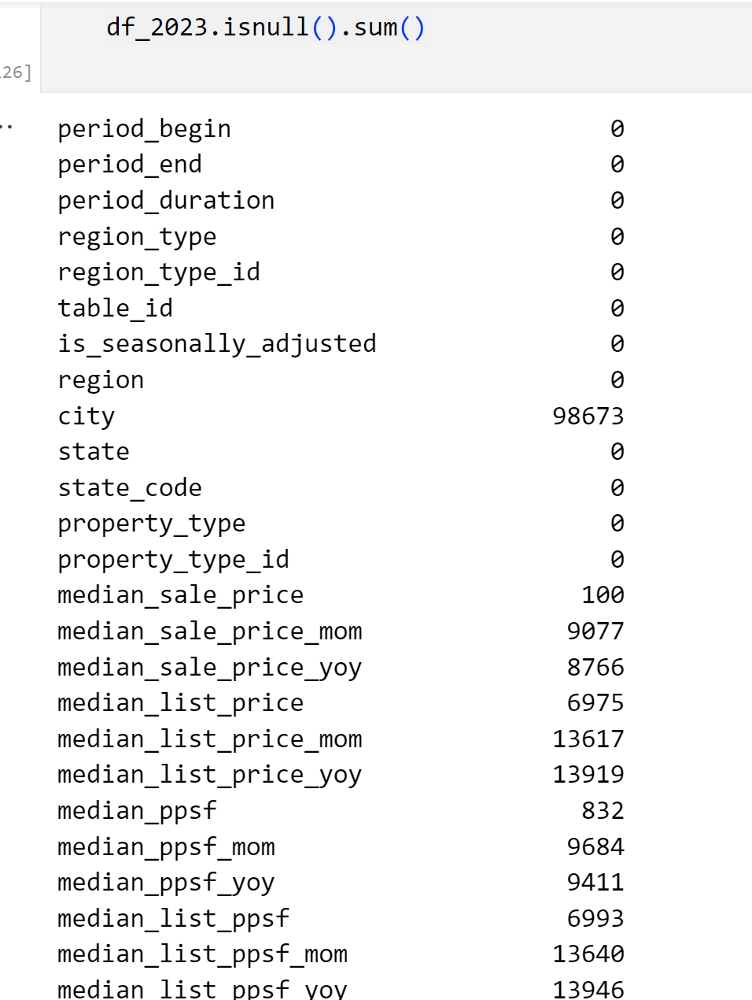 df_2023.isnull().sum()
26]
..
period_begin 0
period_end 0
period_duration 0
region_type 0
region_type_id 0
table_id 0
is_seasonally_adjusted 0
region 0
city 98673
state 0
state_code 0
property_type 0
property_type_id 0
median_sale_price 100
median_sale_price_mom 9077
median_sale_price_yoy 8766
median_list_price 6975
median_list_price_mom 13617
median_list_price_yoy 13919
median_ppsf 832
median_ppsf_mom 9684
median_ppsf_yoy 9411
median_list_ppsf 6993
median_list_ppsf_mom 13640
median_list_ppsf_yoy 13946